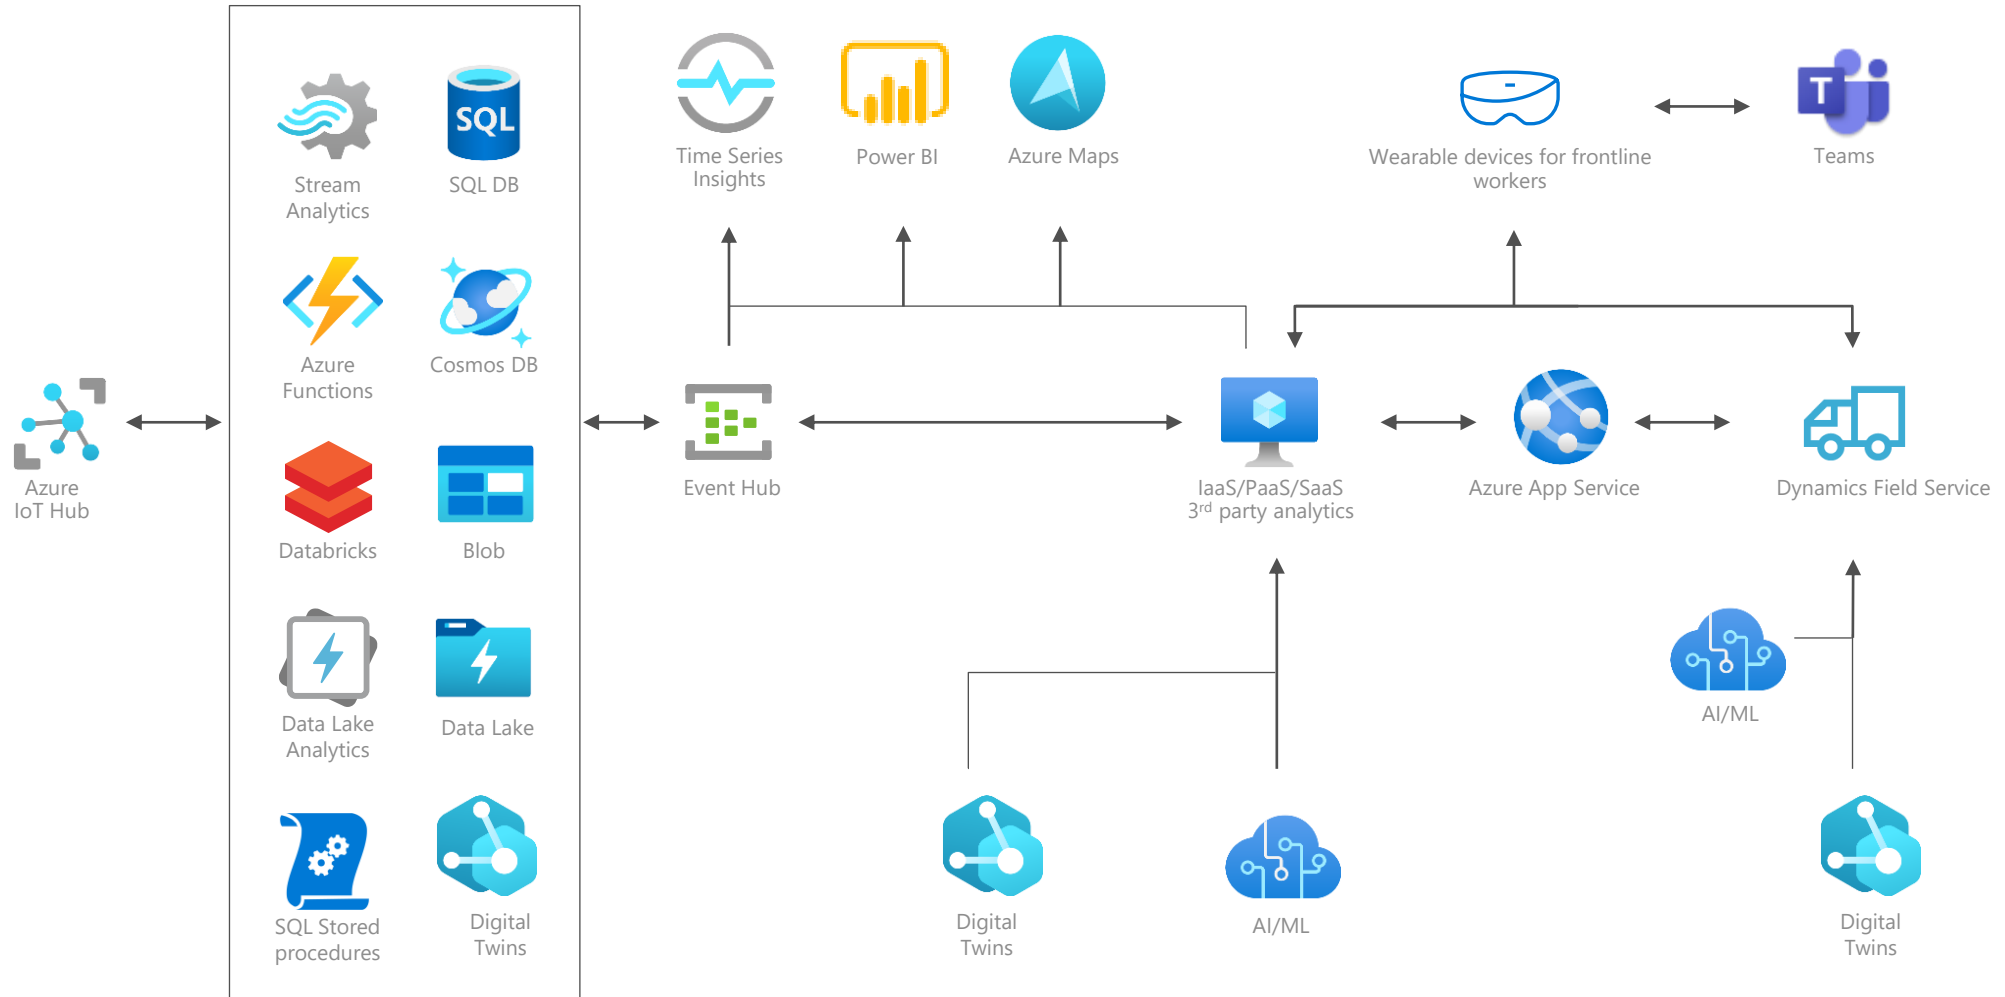 Stream
Analytics
SQL
SQL DB
Azure
Functions
Cosmos DB
Databricks
Blob
Data Lake
Analytics
Data Lake
SQL Stored
procedures
Digital
Twins
Azure
IoT Hub
Time Series
Insights
Power BI
Azure Maps
Wearable devices for frontline
workers
T
Teams
Event Hub
IaaS/PaaS/SaaS
3rd party analytics
Azure App Service
Dynamics Field Service
AI/ML
Digital
Twins
AI/ML
Digital
Twins